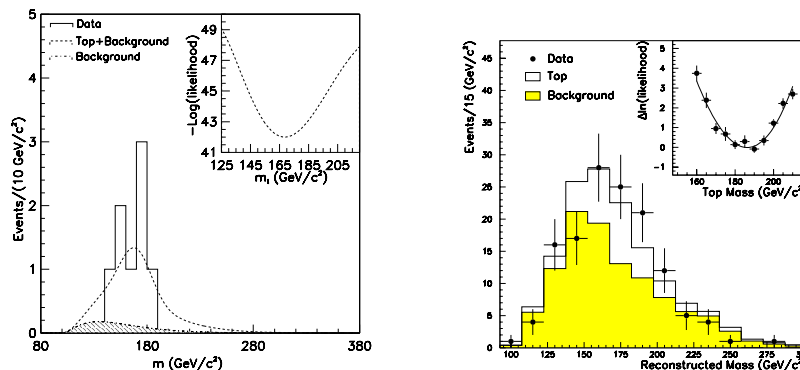 5
4
3
2
1
0
Events/(10 GeV/c²)
Data
Top+Background
Background
49
47
45
43
41
-Log(likelihood)
125 145 165 185 205
mₜ (GeV/c²)
80 180 280 380
m (GeV/c²)
45
40
35
30
25
20
15
10
5
0
Events/15 (GeV/c²)
Data
Top
Background
5
4
3
2
1
0
-1
Δln(likelihood)
160 180 200
Top Mass (GeV/c²
100 125 150 175 200 225 250 275
Reconstructed Mass (GeV/c²